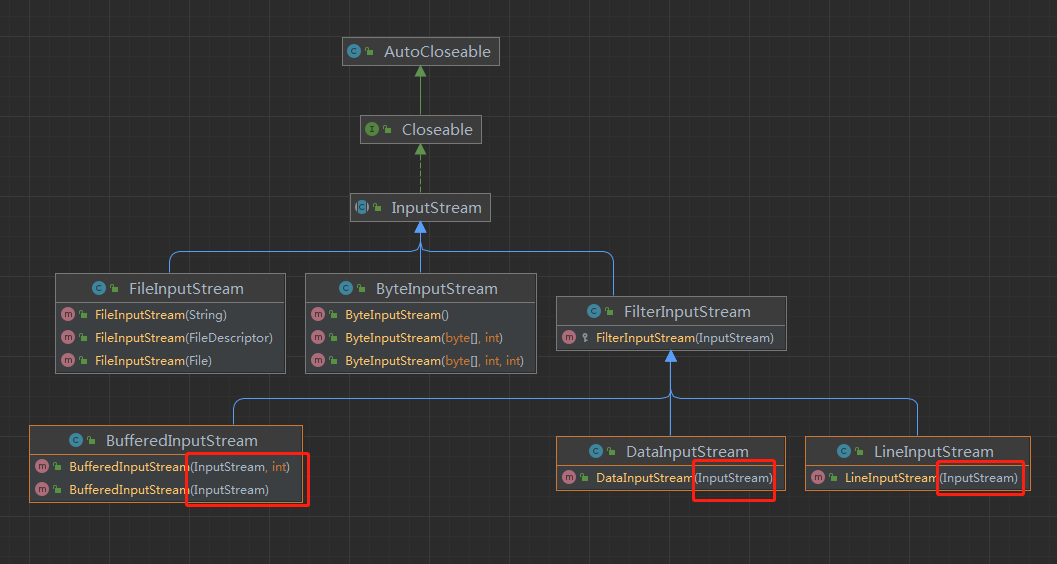 AutoCloseable
Closeable
InputStream
FileInputStream
FileInputStream(String)
FileInputStream(FileDescriptor)
FileInputStream(File)
ByteInputStream
ByteInputStream()
ByteInputStream(byte[], int)
ByteInputStream(byte[], int, int)
FilterInputStream
FilterInputStream(InputStream)
BufferedInputStream
BufferedInputStream(InputStream, int)
BufferedInputStream(InputStream)
DataInputStream
DataInputStream(InputStream)
LineInputStream
LineInputStream(InputStream)